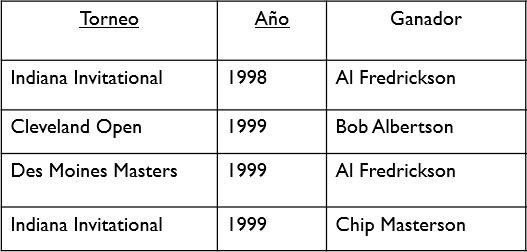 Torneo Año Ganador
Indiana Invitational 1998 Al Fredrickson
Cleveland Open 1999 Bob Albertson
Des Moines Masters 1999 Al Fredrickson
Indiana Invitational 1999 Chip Masterson